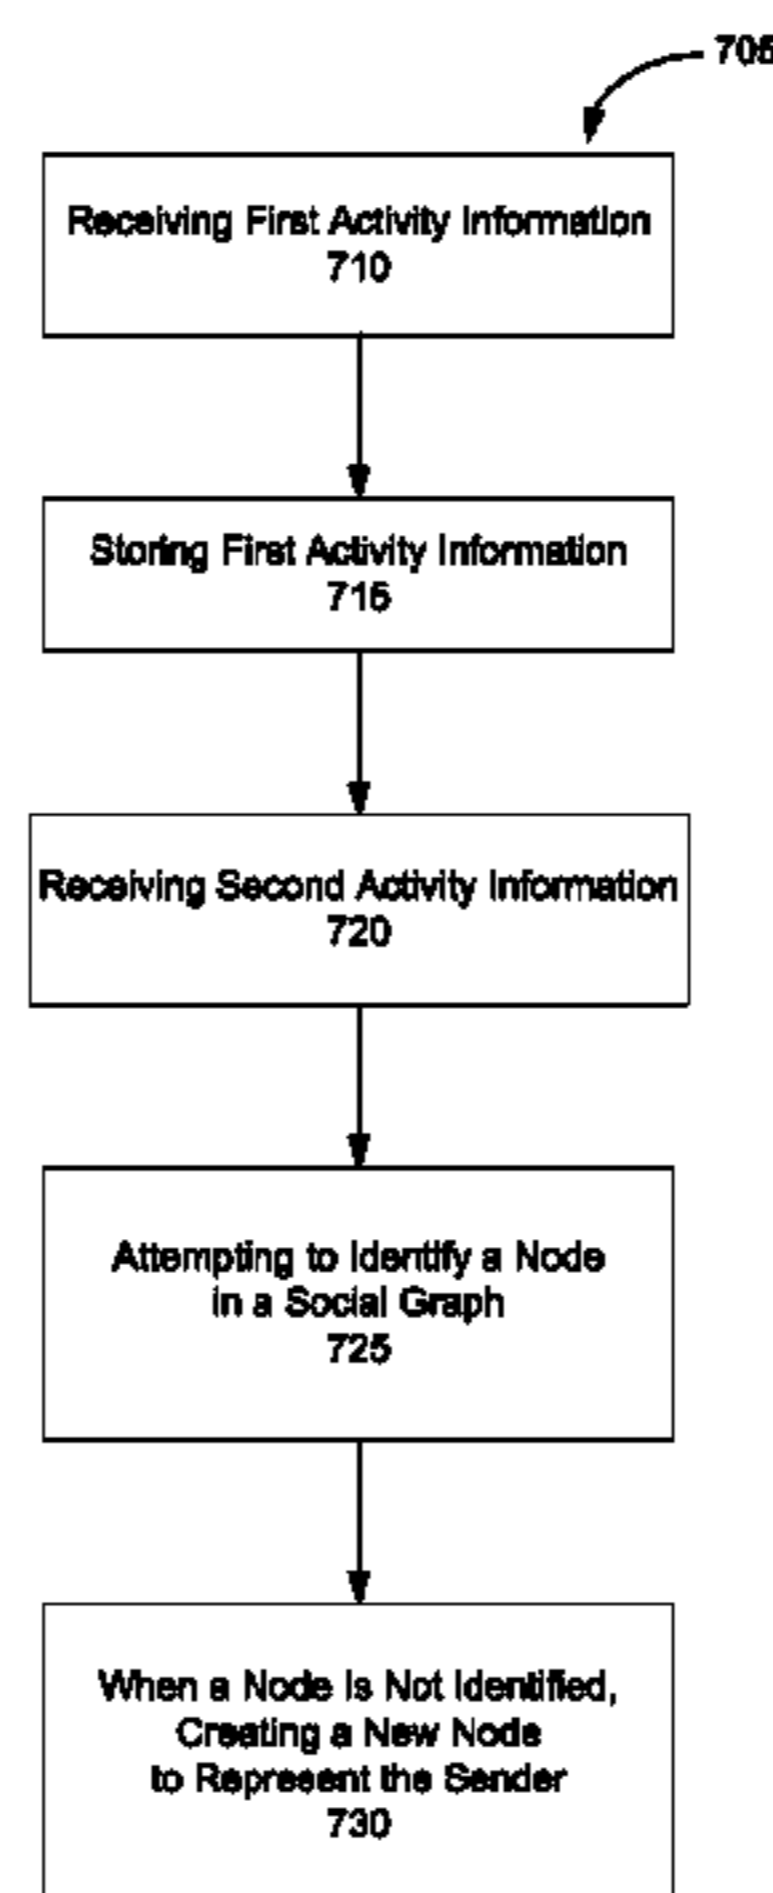 705
Receiving First Activity Information
710
Storing First Activity Information
715
Receiving Second Activity Information
720
Attempting to Identify a Node
in a Social Graph
725
When a Node Is Not Identified,
Creating a New Node
to Represent the Sender
730